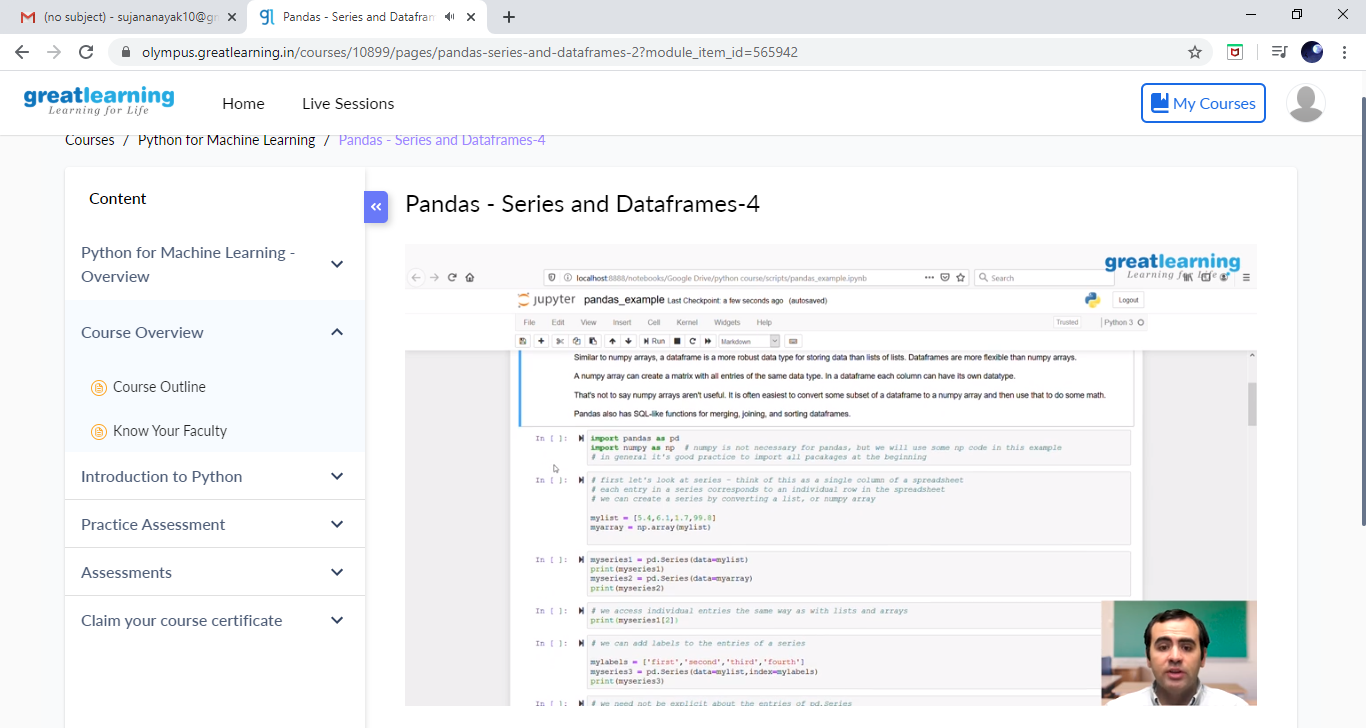 (no subject) - sujananayak10@gr
Pandas - Series and Datafran
olympus.greatlearning.in/courses/10899/pages/pandas-series-and-dataframes-2?module_item_id=565942
greatlearning
Learning for Life
Home
Live Sessions
My Courses
Courses / Python for Machine Learning / Pandas - Series and Dataframes-4
Content
Python for Machine Learning -
Overview
Course Overview
Course Outline
Know Your Faculty
Introduction to Python
Practice Assessment
Assessments
Claim your course certificate
Pandas - Series and Dataframes-4
greatlearning
Learning for Life
localhost:8888/notebooks/Google Drive/python course/scripts/pandas_example.ipynb
Search
jupyter pandas_example Last Checkpoint: a few seconds ago (autosaved)
Logout
File Edit View Insert Cell Kernel Widgets Help
Trusted
Python 3
Run
Markdown
Similar to numpy arrays, a dataframe is a more robust data type for storing data than lists of lists. Dataframes are more flexible than numpy arrays.
A numpy array can create a matrix with all entries of the same data type. In a dataframe each column can have its own datatype.
That's not to say numpy arrays aren't useful. It is often easiest to convert some subset of a dataframe to a numpy array and then use that to do some math.
Pandas also has SQL-like functions for merging, joining, and sorting dataframes.
In [ ]: import pandas as pd
import numpy as np # numpy is not necessary for pandas, but we will use some np code in this example
# in general it's good practice to import all pacakages at the beginning
In [ ]: # first let's look at series - think of this as a single column of a spreadsheet
# each entry in a series corresponds to an individual row in the spreadsheet
# we can create a series by converting a list, or numpy array
mylist = [5.4,6.1,1.7,99.8]
myarray = np.array(mylist)
In [ ]: myseries1 = pd.Series(data=mylist)
print(myseries1)
myseries2 = pd.Series(data=myarray)
print(myseries2)
In [ ]: # we access individual entries the same way as with lists and arrays
print(myseries1[2])
In [ ]: # we can add labels to the entries of a series
mylabels = ['first','second','third','fourth']
myseries3 = pd.Series(data=mylist,index=mylabels)
print(myseries3)
In [ ]: # we need not be explicit about the entries of pd.Series